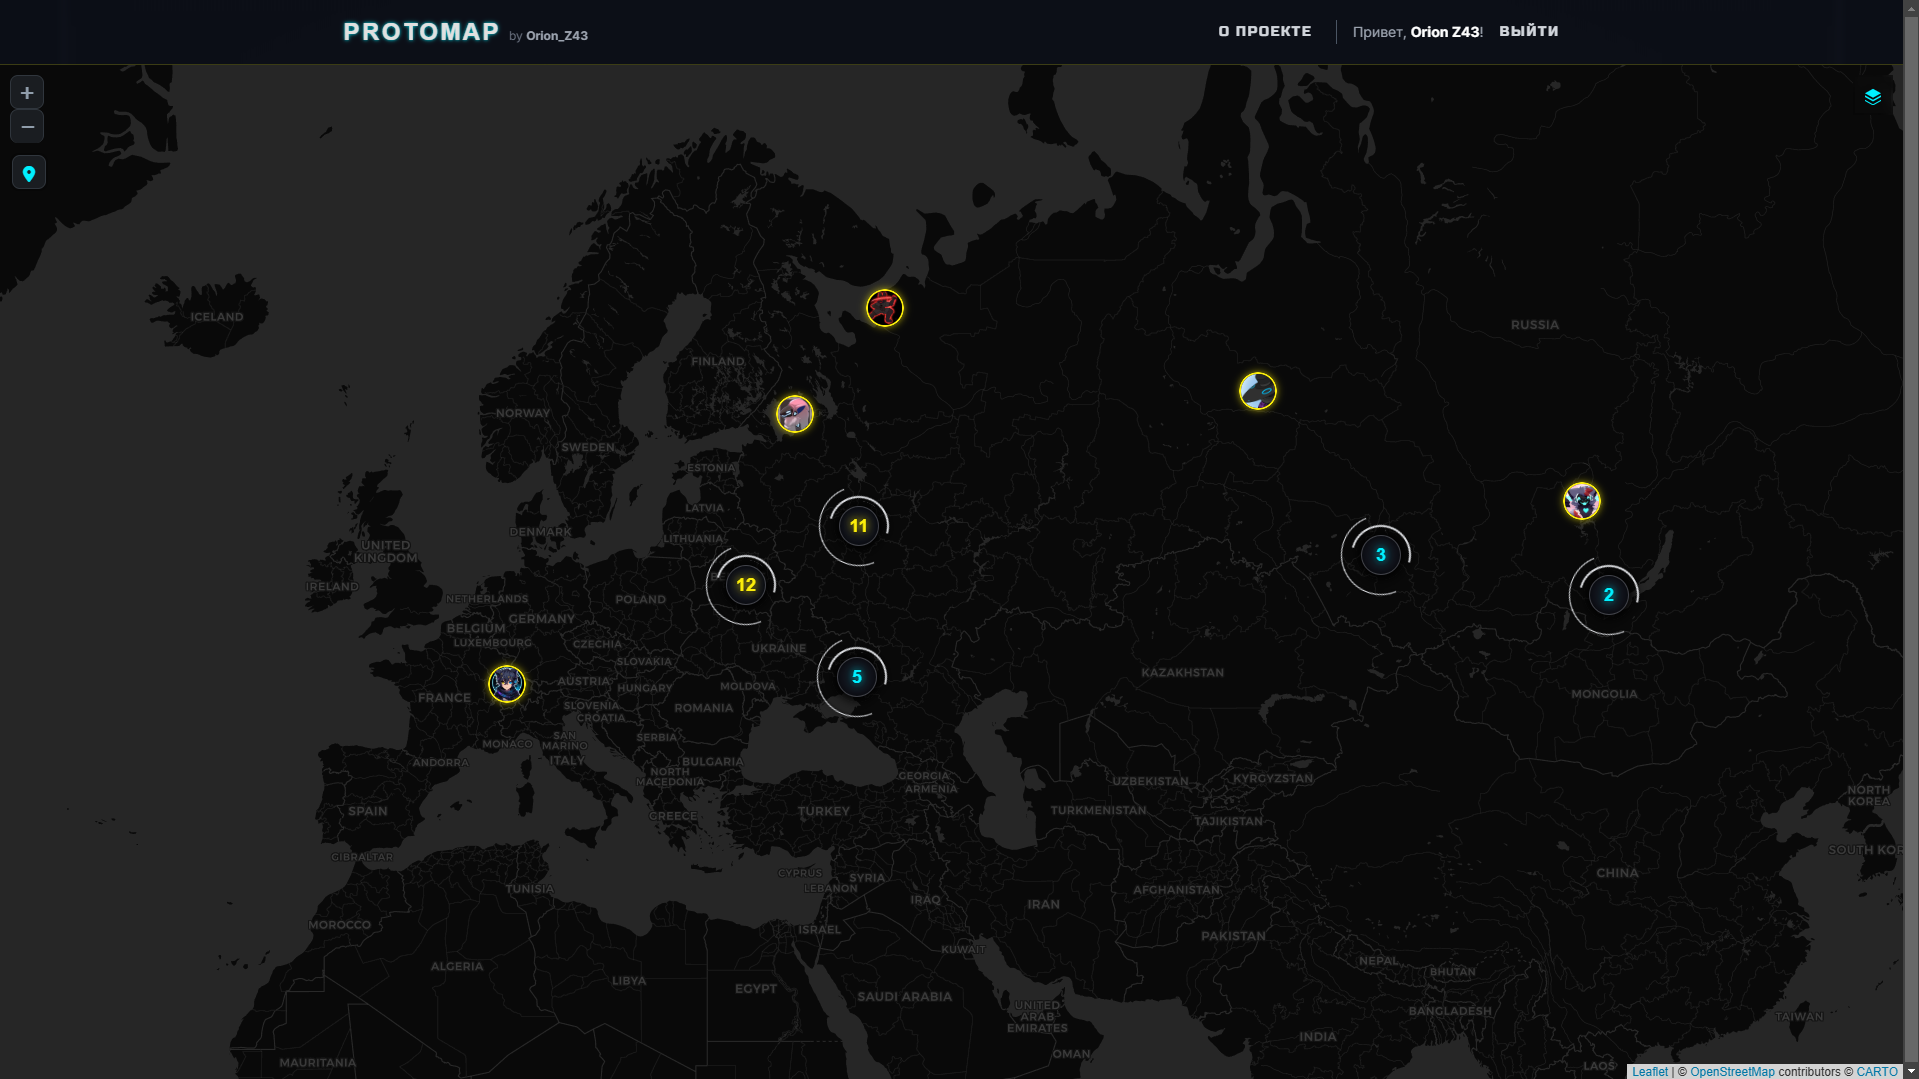 PROTOMAP by Orion_Z43
О ПРОЕКТЕ
Привет, Orion Z43!
ВЫЙТИ
+
−
ICELAND
RUSSIA
FINLAND
NORWAY
SWEDEN
ESTONIA
LATVIA
11
DENMARK
LITHUANIA
UNITED
KINGDOM
3
12
IRELAND
NETHERLANDS
POLAND
2
GERMANY
BELGIUM
LUXEMBOURG
CZECHIA
UKRAINE
SLOVAKIA
5
KAZAKHSTAN
AUSTRIA
HUNGARY
MOLDOVA
MONGOLIA
FRANCE
SLOVENIA
CROATIA
ROMANIA
SERBIA
MONACO
SAN
MARINO
ITALY
ANDORRA
BULGARIA
NORTH
MACEDONIA
GEORGIA
ARMENIA
UZBEKISTAN
KYRGYZSTAN
NORTH
KOREA
SPAIN
GREECE
TURKEY
TURKMENISTAN
TAJIKISTAN
SOUTH KOR
GIBRALTAR
CYPRUS
SYRIA
LEBANON
TUNISIA
CHINA
AFGHANISTAN
IRAQ
IRAN
MOROCCO
ISRAEL
PAKISTAN
KUWAIT
ALGERIA
NEPAL
BHUTAN
LIBYA
EGYPT
SAUDI ARABIA
UNITED
ARAB
EMIRATES
BANGLADESH
TAIWAN
INDIA
OMAN
MAURITANIA
LAOS
Leaflet | © OpenStreetMap contributors © CARTO